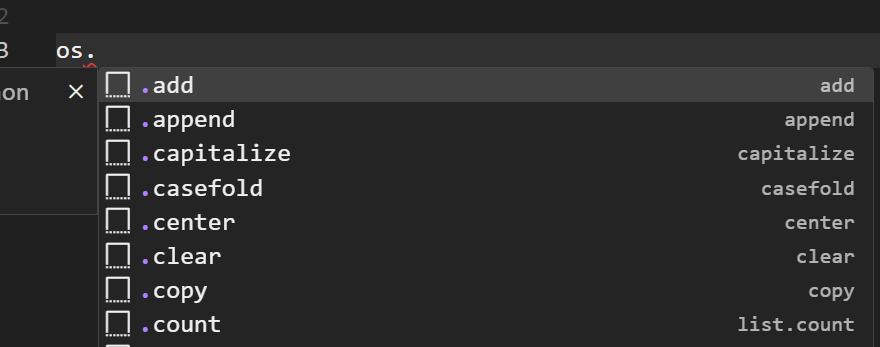 2
3 os.
on ×
.add add
.append append
.capitalize capitalize
.casefold casefold
.center center
.clear clear
.copy copy
.count list.count